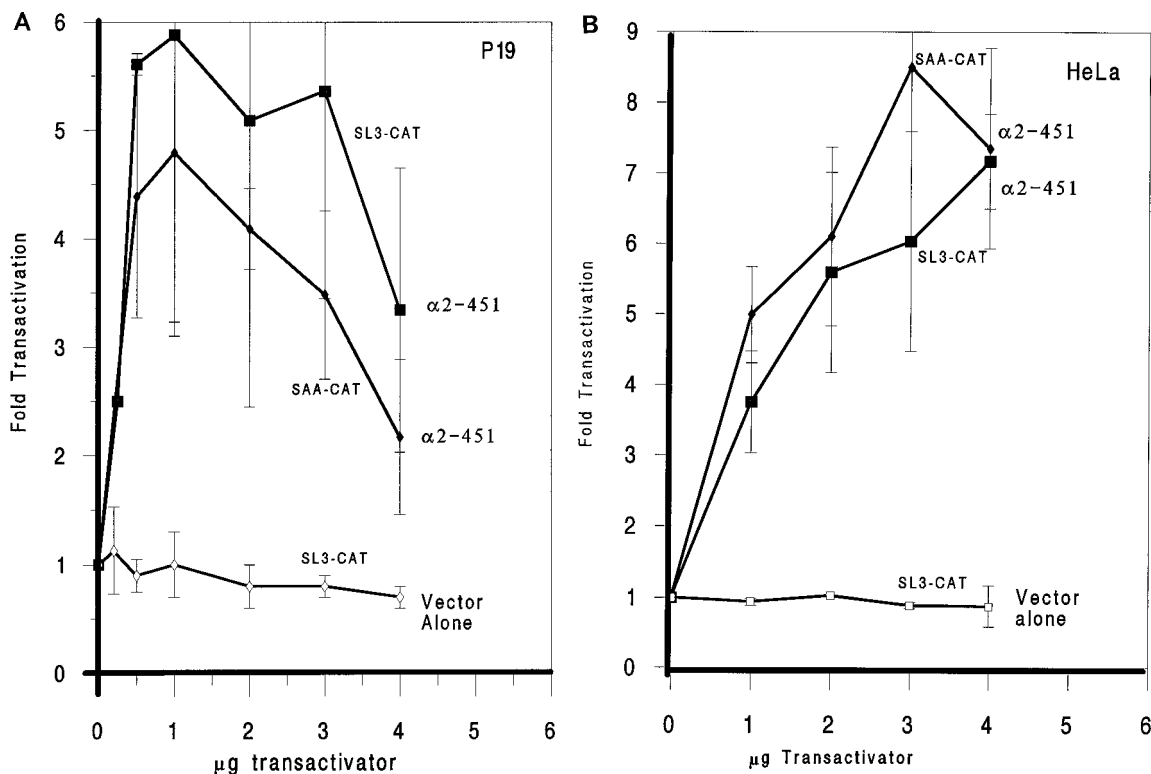 A
P19
6
5
4
3
2
1
0
Fold Transactivation
SL3-CAT
α2-451
SAA-CAT
α2-451
SL3-CAT
Vector
Alone
0 1 2 3 4 5 6
μg transactivator
B
HeLa
9
8
7
6
5
4
3
2
1
0
Fold Transactivation
SAA-CAT
α2-451
α2-451
SL3-CAT
SL3-CAT
Vector
alone
0 1 2 3 4 5 6
μg Transactivator